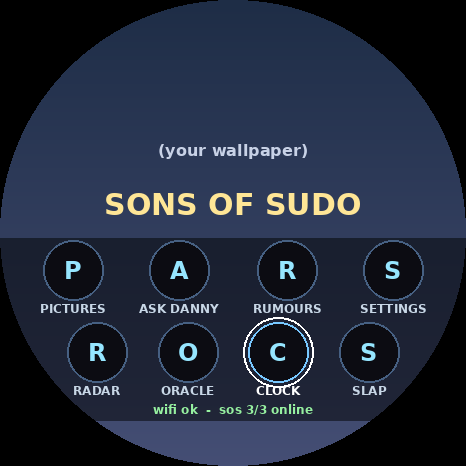 (your wallpaper)
SONS OF SUDO
P A R S
PICTURES ASK DANNY RUMOURS SETTINGS
R O C S
RADAR ORACLE CLOCK SLAP
wifi ok - sos 3/3 online